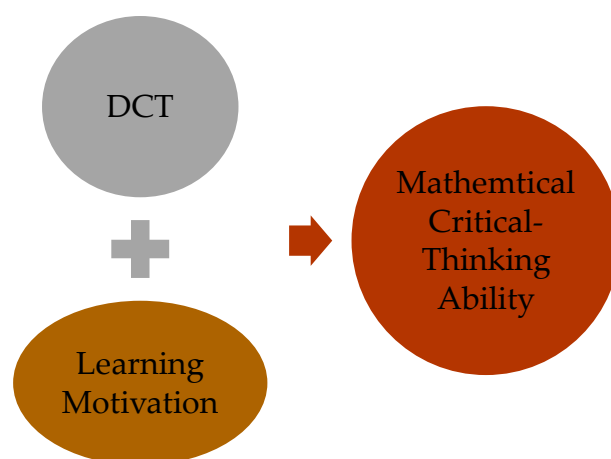 DCT
Learning
Motivation
Mathemtical
Critical-
Thinking
Ability